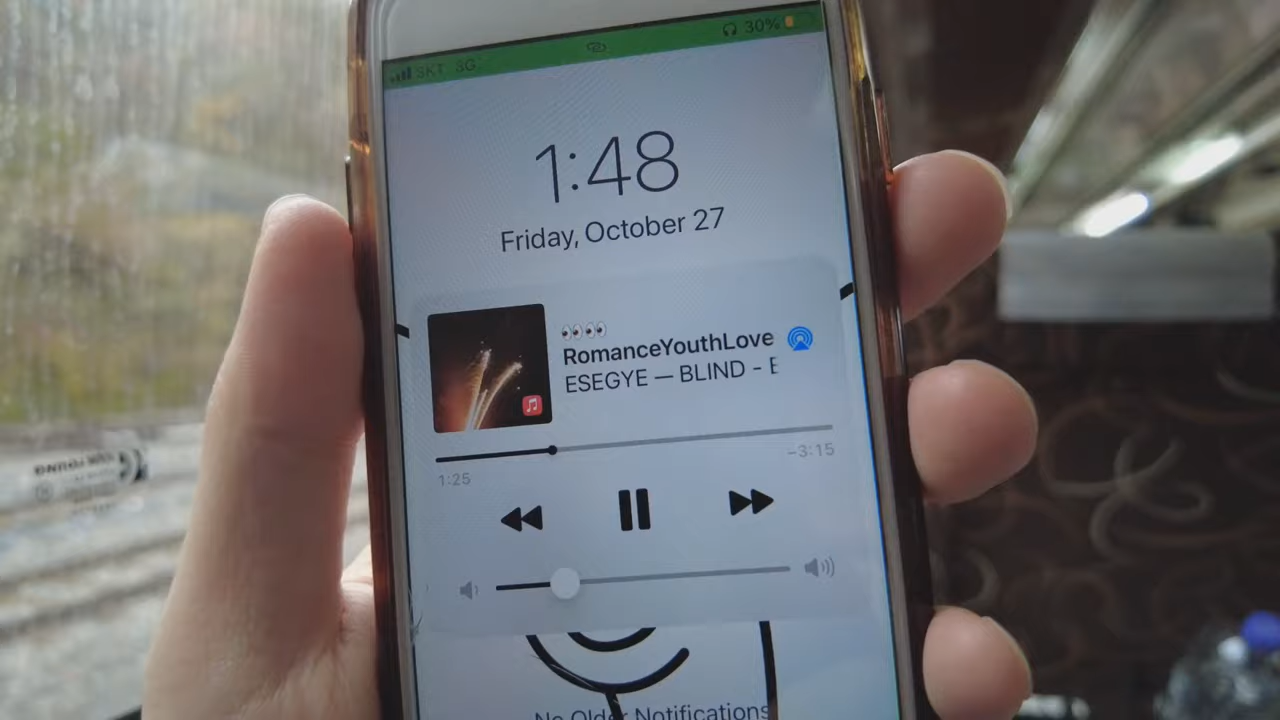 SKT 3G
30%
1:48
Friday, October 27
👀👀
RomanceYouthLove
ESEGYE — BLIND - E
1:25
-3:15
No Older Notifications